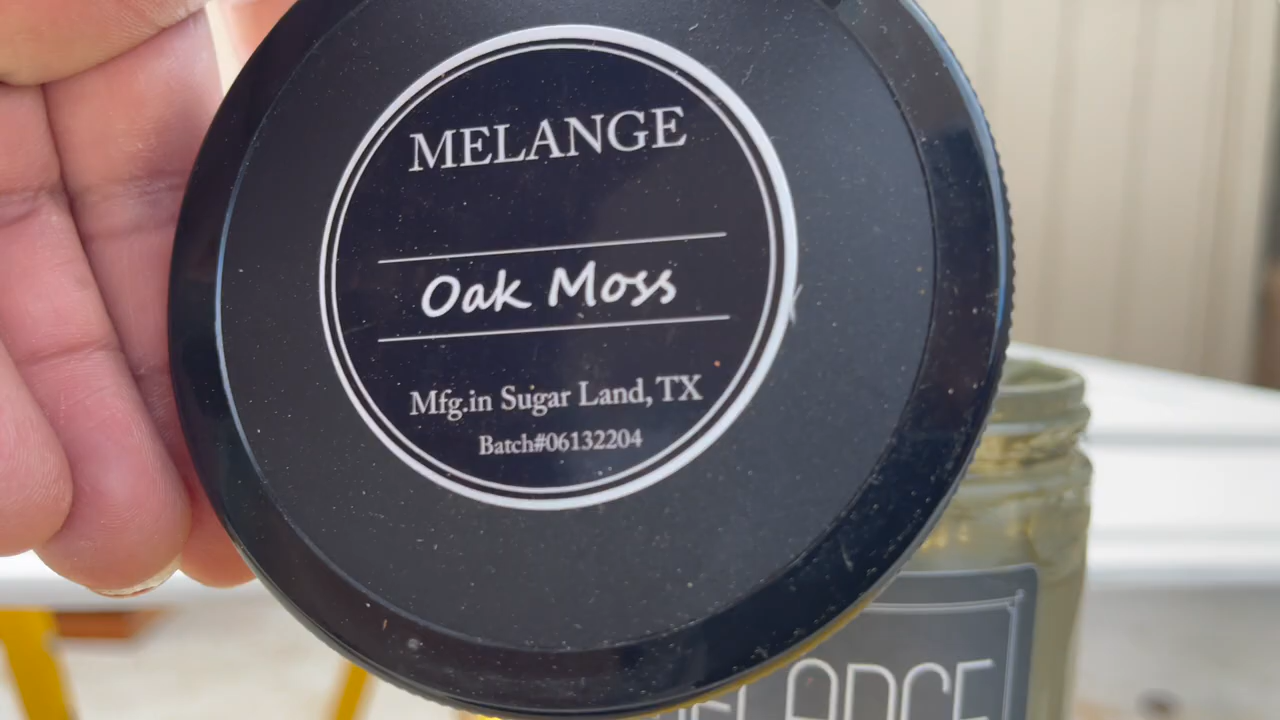 MELANGE
Oak Moss
Mfg.in Sugar Land, TX
Batch#06132204